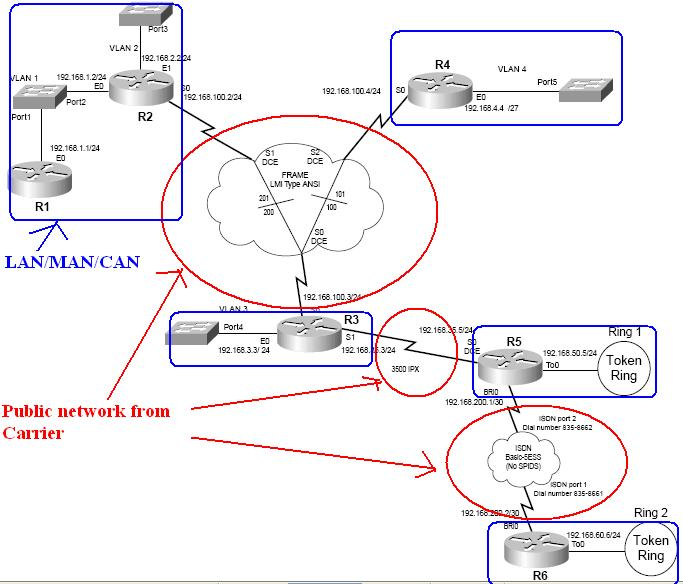 Port3
VLAN 2
192.168.2.2/24
E1
VLAN 1
192.168.1.2/24
E0
S0
192.168.100.2/24
Port2
Port1
R2
192.168.1.1/24
E0
R1
LAN/MAN/CAN
R4
VLAN 4
192.168.100.4/24
S0
Port5
E0
192.168.4.4 /27
S1
DCE
S2
DCE
FRAME
LMI Type ANSI
201
200
101
100
S0
DCE
192.168.100.3/24
VLAN 3
Port4
R3
E0
S1
192.168.3.3/ 24
3500 IPX
S0
DCE
R5
Ring 1
192.168.50.5/24
To0
Token
Ring
BRI0
192.168.200.1/30
Public network from
Carrier
ISDN port 2
Dial number 835-8662
ISDN
Basic-5ESS
(No SPIDS)
ISDN port 1
Dial number 835-8661
192.168.200.2/30
BRI0
Ring 2
192.168.60.6/24
To0
Token
Ring
R6